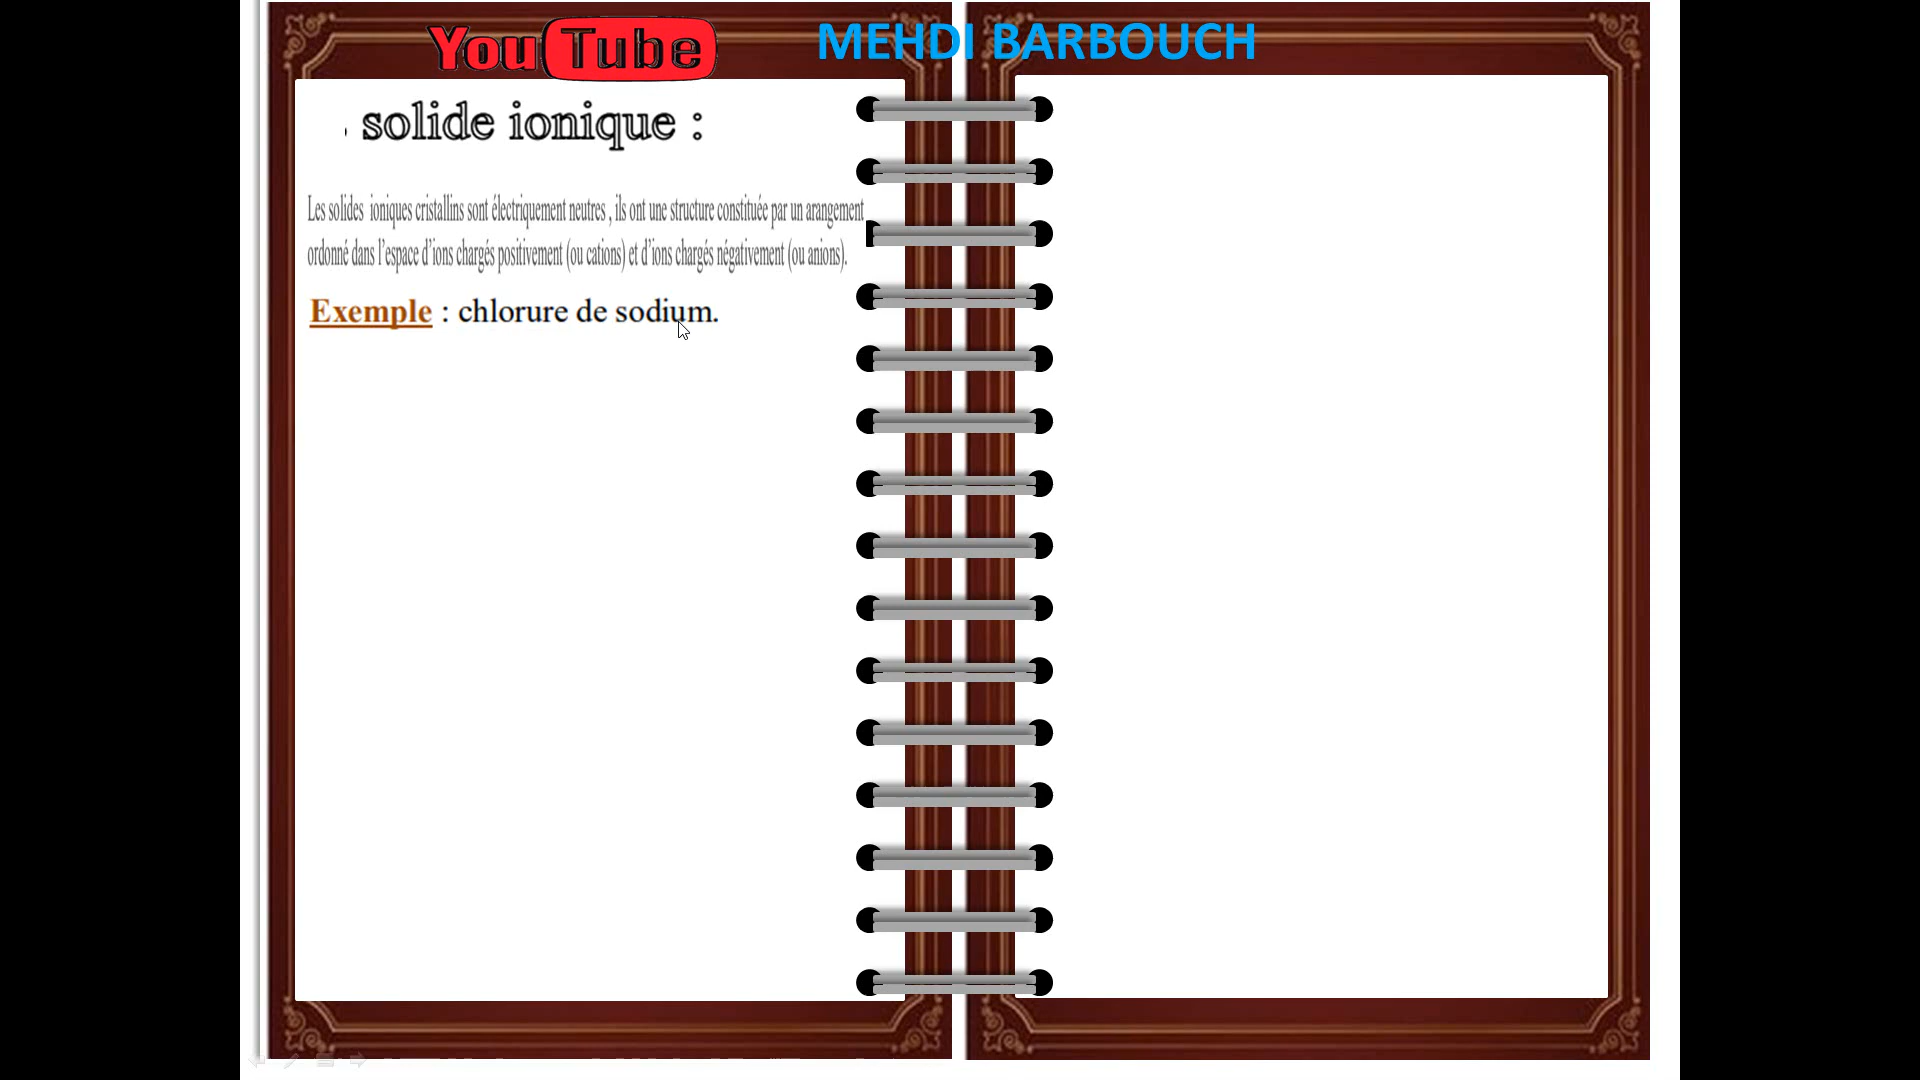 YouTube
MEHDI BARBOUCH
solide ionique :
Les solides ioniques cristallins sont électriquement neutres , ils ont une structure constituée par un arangement
ordonné dans l’espace d’ions chargés positivement (ou cations) et d’ions chargés négativement (ou anions).
Exemple : chlorure de sodium.